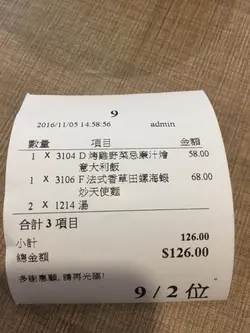 9
2016/11/05 14:58:56 admin
數量 項目 金額
1 X 3104 D 烤雞野菜忌廉汁燴 58.00
意大利飯
1 X 3106 F 法式香草田螺海蝦 68.00
炒天使麵
2 X 1214 湯
合計 3 項目
小計 126.00
總金額 $126.00
多謝惠顧,請再光臨!
9 / 2 位